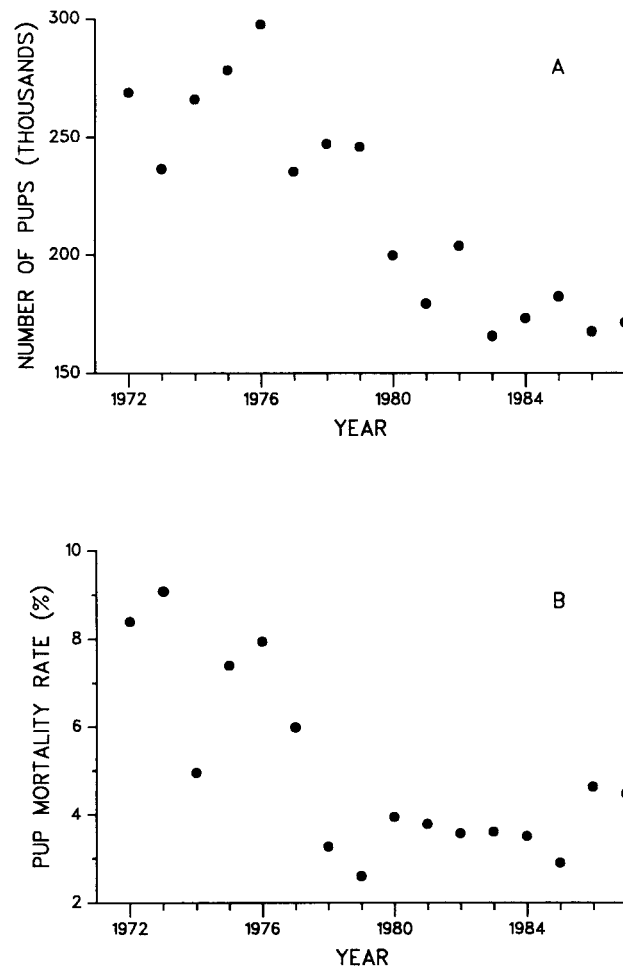 NUMBER OF PUPS (THOUSANDS)
300
250
200
150
A
1972
1976
1980
1984
YEAR
PUP MORTALITY RATE (%)
10
8
6
4
2
B
1972
1976
1980
1984
YEAR